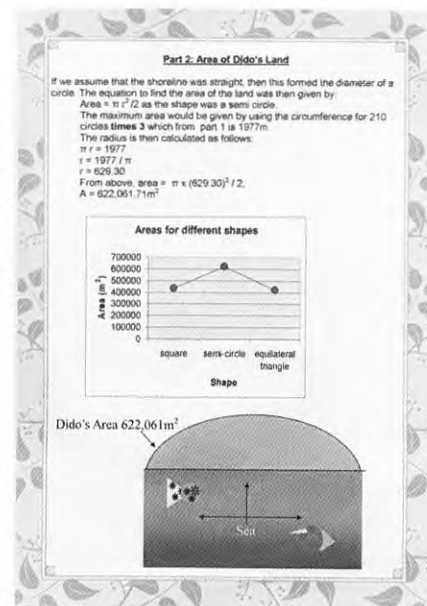 Part 2: Area of Dido's Land
If we assume that the shoreline was straight, then this formed the diameter of a
circle. The equation to find the area of the land was then given by:
Area = π r²/2 as the shape was a semi circle.
The maximum area would be given by using the circumference for 210
circles times 3 which from part 1 is 1977m.
The radius is then calculated as follows:
π r = 1977
r = 1977 / π
r = 629.30
From above, area = π x (629.30)² / 2,
A = 622,061.71m²
Areas for different shapes
Area (m²)
700000
600000
500000
400000
300000
200000
100000
0
square semi-circle equilateral
triangle
Shape
Dido's Area 622,061m²
Sea